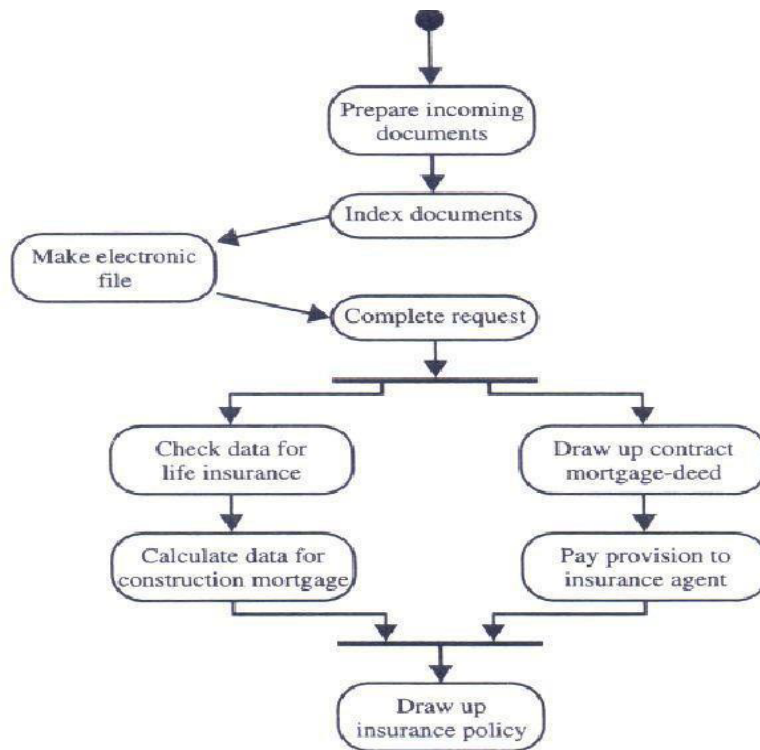 Prepare incoming
documents
Index documents
Make electronic
file
Complete request
Check data for
life insurance
Draw up contract
mortgage-deed
Calculate data for
construction mortgage
Pay provision to
insurance agent
Draw up
insurance policy